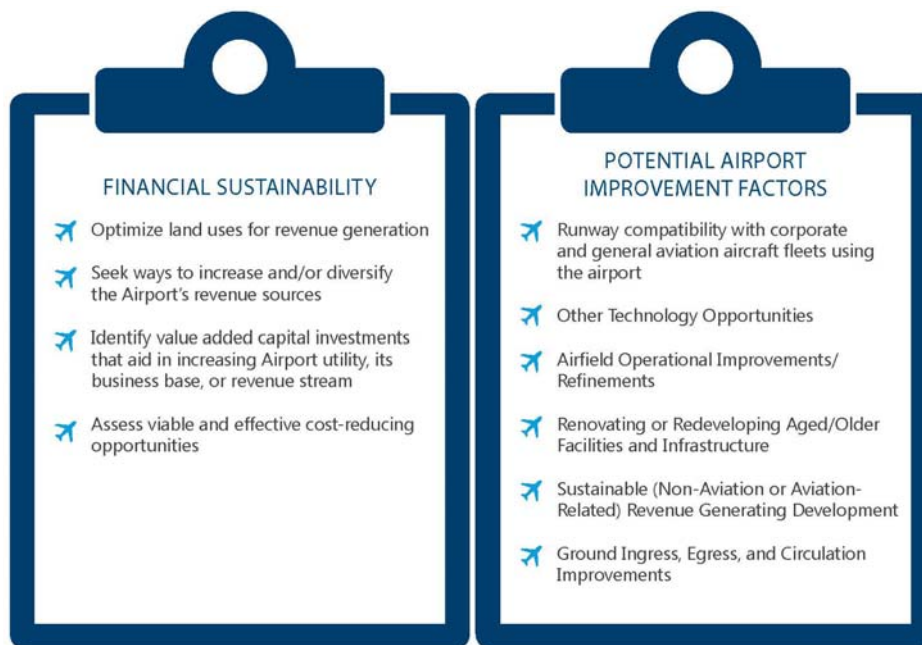 FINANCIAL SUSTAINABILITY
Optimize land uses for revenue generation
Seek ways to increase and/or diversify
the Airport's revenue sources
Identify value added capital investments
that aid in increasing Airport utility, its
business base, or revenue stream
Assess viable and effective cost-reducing
opportunities
POTENTIAL AIRPORT
IMPROVEMENT FACTORS
Runway compatibility with corporate
and general aviation aircraft fleets using
the airport
Other Technology Opportunities
Airfield Operational Improvements/
Refinements
Renovating or Redeveloping Aged/Older
Facilities and Infrastructure
Sustainable (Non-Aviation or Aviation-
Related) Revenue Generating Development
Ground Ingress, Egress, and Circulation
Improvements